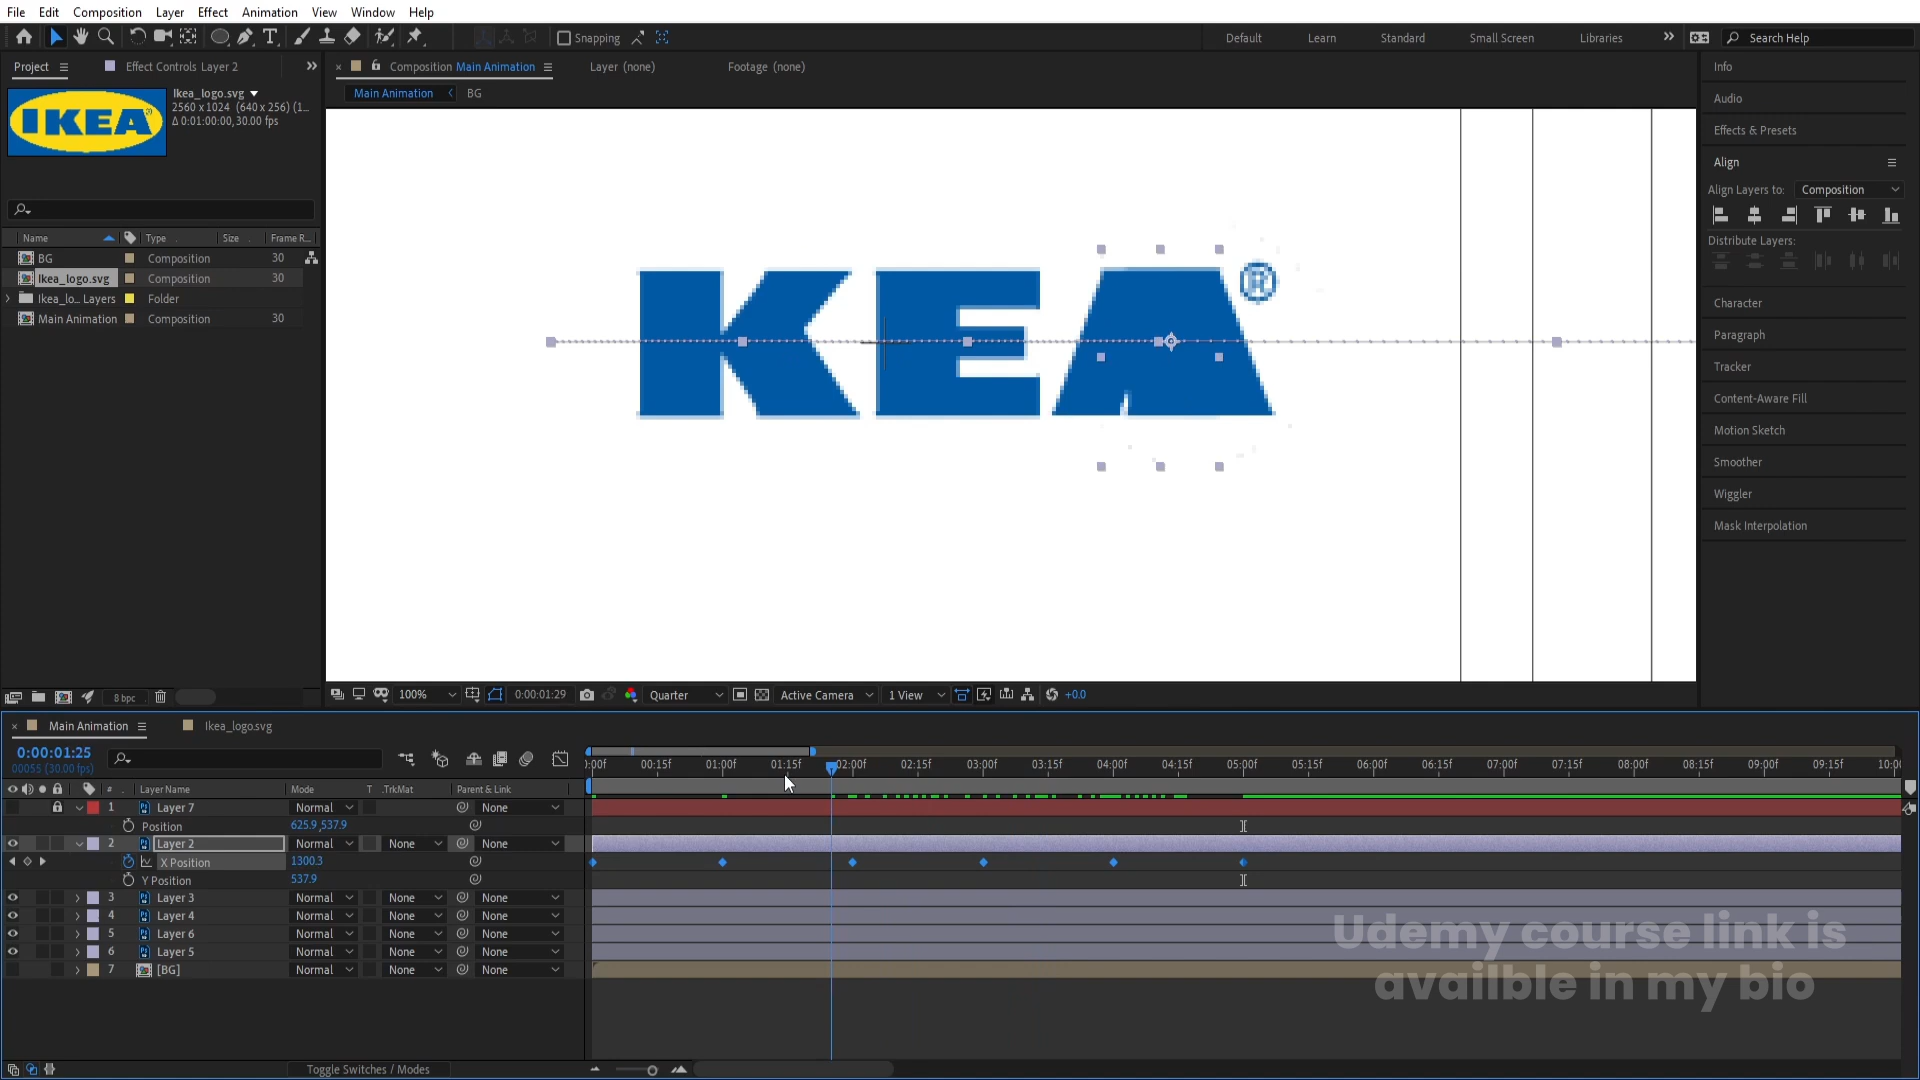 File Edit Composition Layer Effect Animation View Window Help
Snapping Default Learn Standard Small Screen Libraries Search Help
Project Effect Controls Layer 2 Composition Main Animation Layer (none) Footage (none) Info
Main Animation BG
Ikea_logo.svg
2560 x 1024 (640 x 256) (1...
Δ 0:01:00:00, 30.00 fps
IKEA
Audio
Effects & Presets
Align
Align Layers to: Composition
Distribute Layers:
Character
Paragraph
Tracker
Content-Aware Fill
Motion Sketch
Smoother
Wiggler
Mask Interpolation
Name Type Size Frame R...
BG Composition 30
Ikea_logo.svg Composition 30
Ikea_lo... Layers Folder
Main Animation Composition 30
KEA®
8 bpc 100% 0:00:01:29 Quarter Active Camera 1 View +0.0
Main Animation Ikea_logo.svg
0:00:01:25
00055 (30.00 fps)
:00f 00:15f 01:00f 01:15f 02:00f 02:15f 03:00f 03:15f 04:00f 04:15f 05:00f 05:15f 06:00f 06:15f 07:00f 07:15f 08:00f 08:15f 09:00f 09:15f 10:00
# Layer Name Mode T .TrkMat Parent & Link
1 Layer 7 Normal None
Position 625.9,537.9
2 Layer 2 Normal None None
X Position 1300.3
Y Position 537.9
3 Layer 3 Normal None None
4 Layer 4 Normal None None
6 Layer 6 Normal None None
6 Layer 5 Normal None None
7 [BG] Normal None None
Udemy course link is
availble in my bio
Toggle Switches / Modes